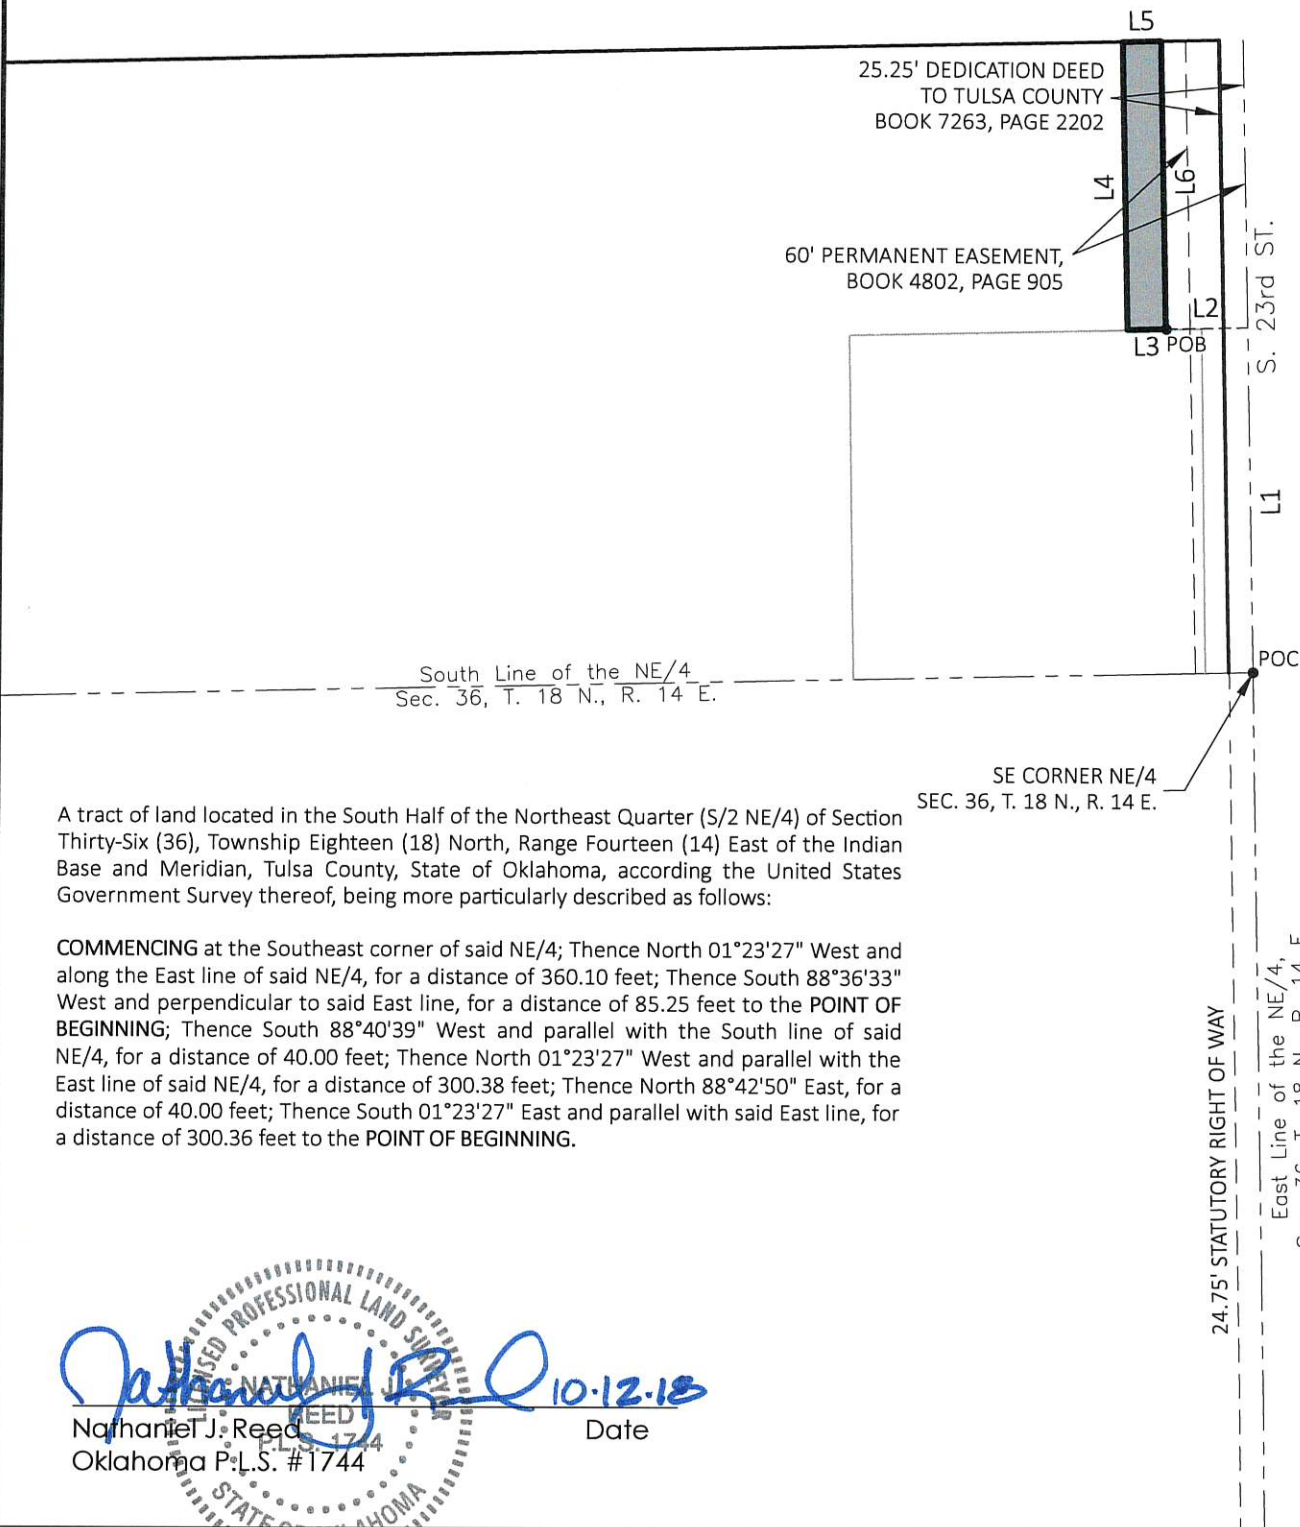 L5
25.25' DEDICATION DEED
TO TULSA COUNTY
BOOK 7263, PAGE 2202
L4
L6
60' PERMANENT EASEMENT,
BOOK 4802, PAGE 905
S. 23rd ST.
L2
L3 POB
L1
POC
South Line of the NE/4
Sec. 36, T. 18 N., R. 14 E.
SE CORNER NE/4
SEC. 36, T. 18 N., R. 14 E.
A tract of land located in the South Half of the Northeast Quarter (S/2 NE/4) of Section
Thirty-Six (36), Township Eighteen (18) North, Range Fourteen (14) East of the Indian
Base and Meridian, Tulsa County, State of Oklahoma, according the United States
Government Survey thereof, being more particularly described as follows:
COMMENCING at the Southeast corner of said NE/4; Thence North 01°23'27" West and
along the East line of said NE/4, for a distance of 360.10 feet; Thence South 88°36'33"
West and perpendicular to said East line, for a distance of 85.25 feet to the POINT OF
BEGINNING; Thence South 88°40'39" West and parallel with the South line of said
NE/4, for a distance of 40.00 feet; Thence North 01°23'27" West and parallel with the
East line of said NE/4, for a distance of 300.38 feet; Thence North 88°42'50" East, for a
distance of 40.00 feet; Thence South 01°23'27" East and parallel with said East line, for
a distance of 300.36 feet to the POINT OF BEGINNING.
24.75' STATUTORY RIGHT OF WAY
East Line of the NE/4,
LICENSED PROFESSIONAL LAND SURVEYOR
NATHANIEL J.
REED
P.L.S. 1744
STATE OF OKLAHOMA
Nathaniel J Reed 10.12.18
Nathaniel J. Reed
Date
Oklahoma P.L.S. #1744